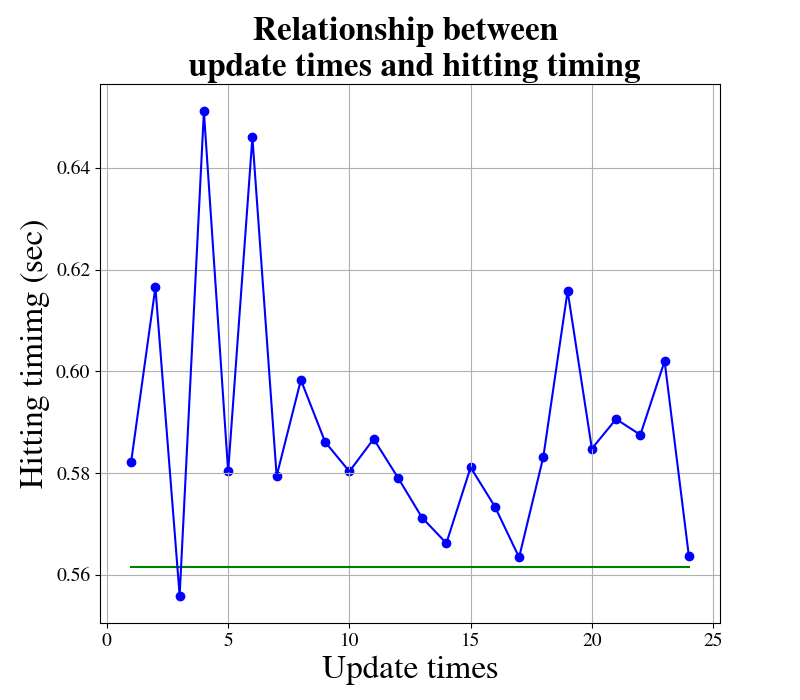 Relationship between
update times and hitting timing
Hitting timimg (sec)
0.64
0.62
0.60
0.58
0.56
0 5 10 15 20 25
Update times